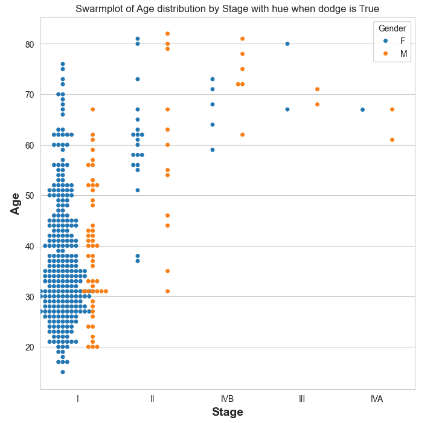 Swarmplot of Age distribution by Stage with hue when dodge is True
Gender
F
M
Age
80
70
60
50
40
30
20
I
II
IVB
III
IVA
Stage